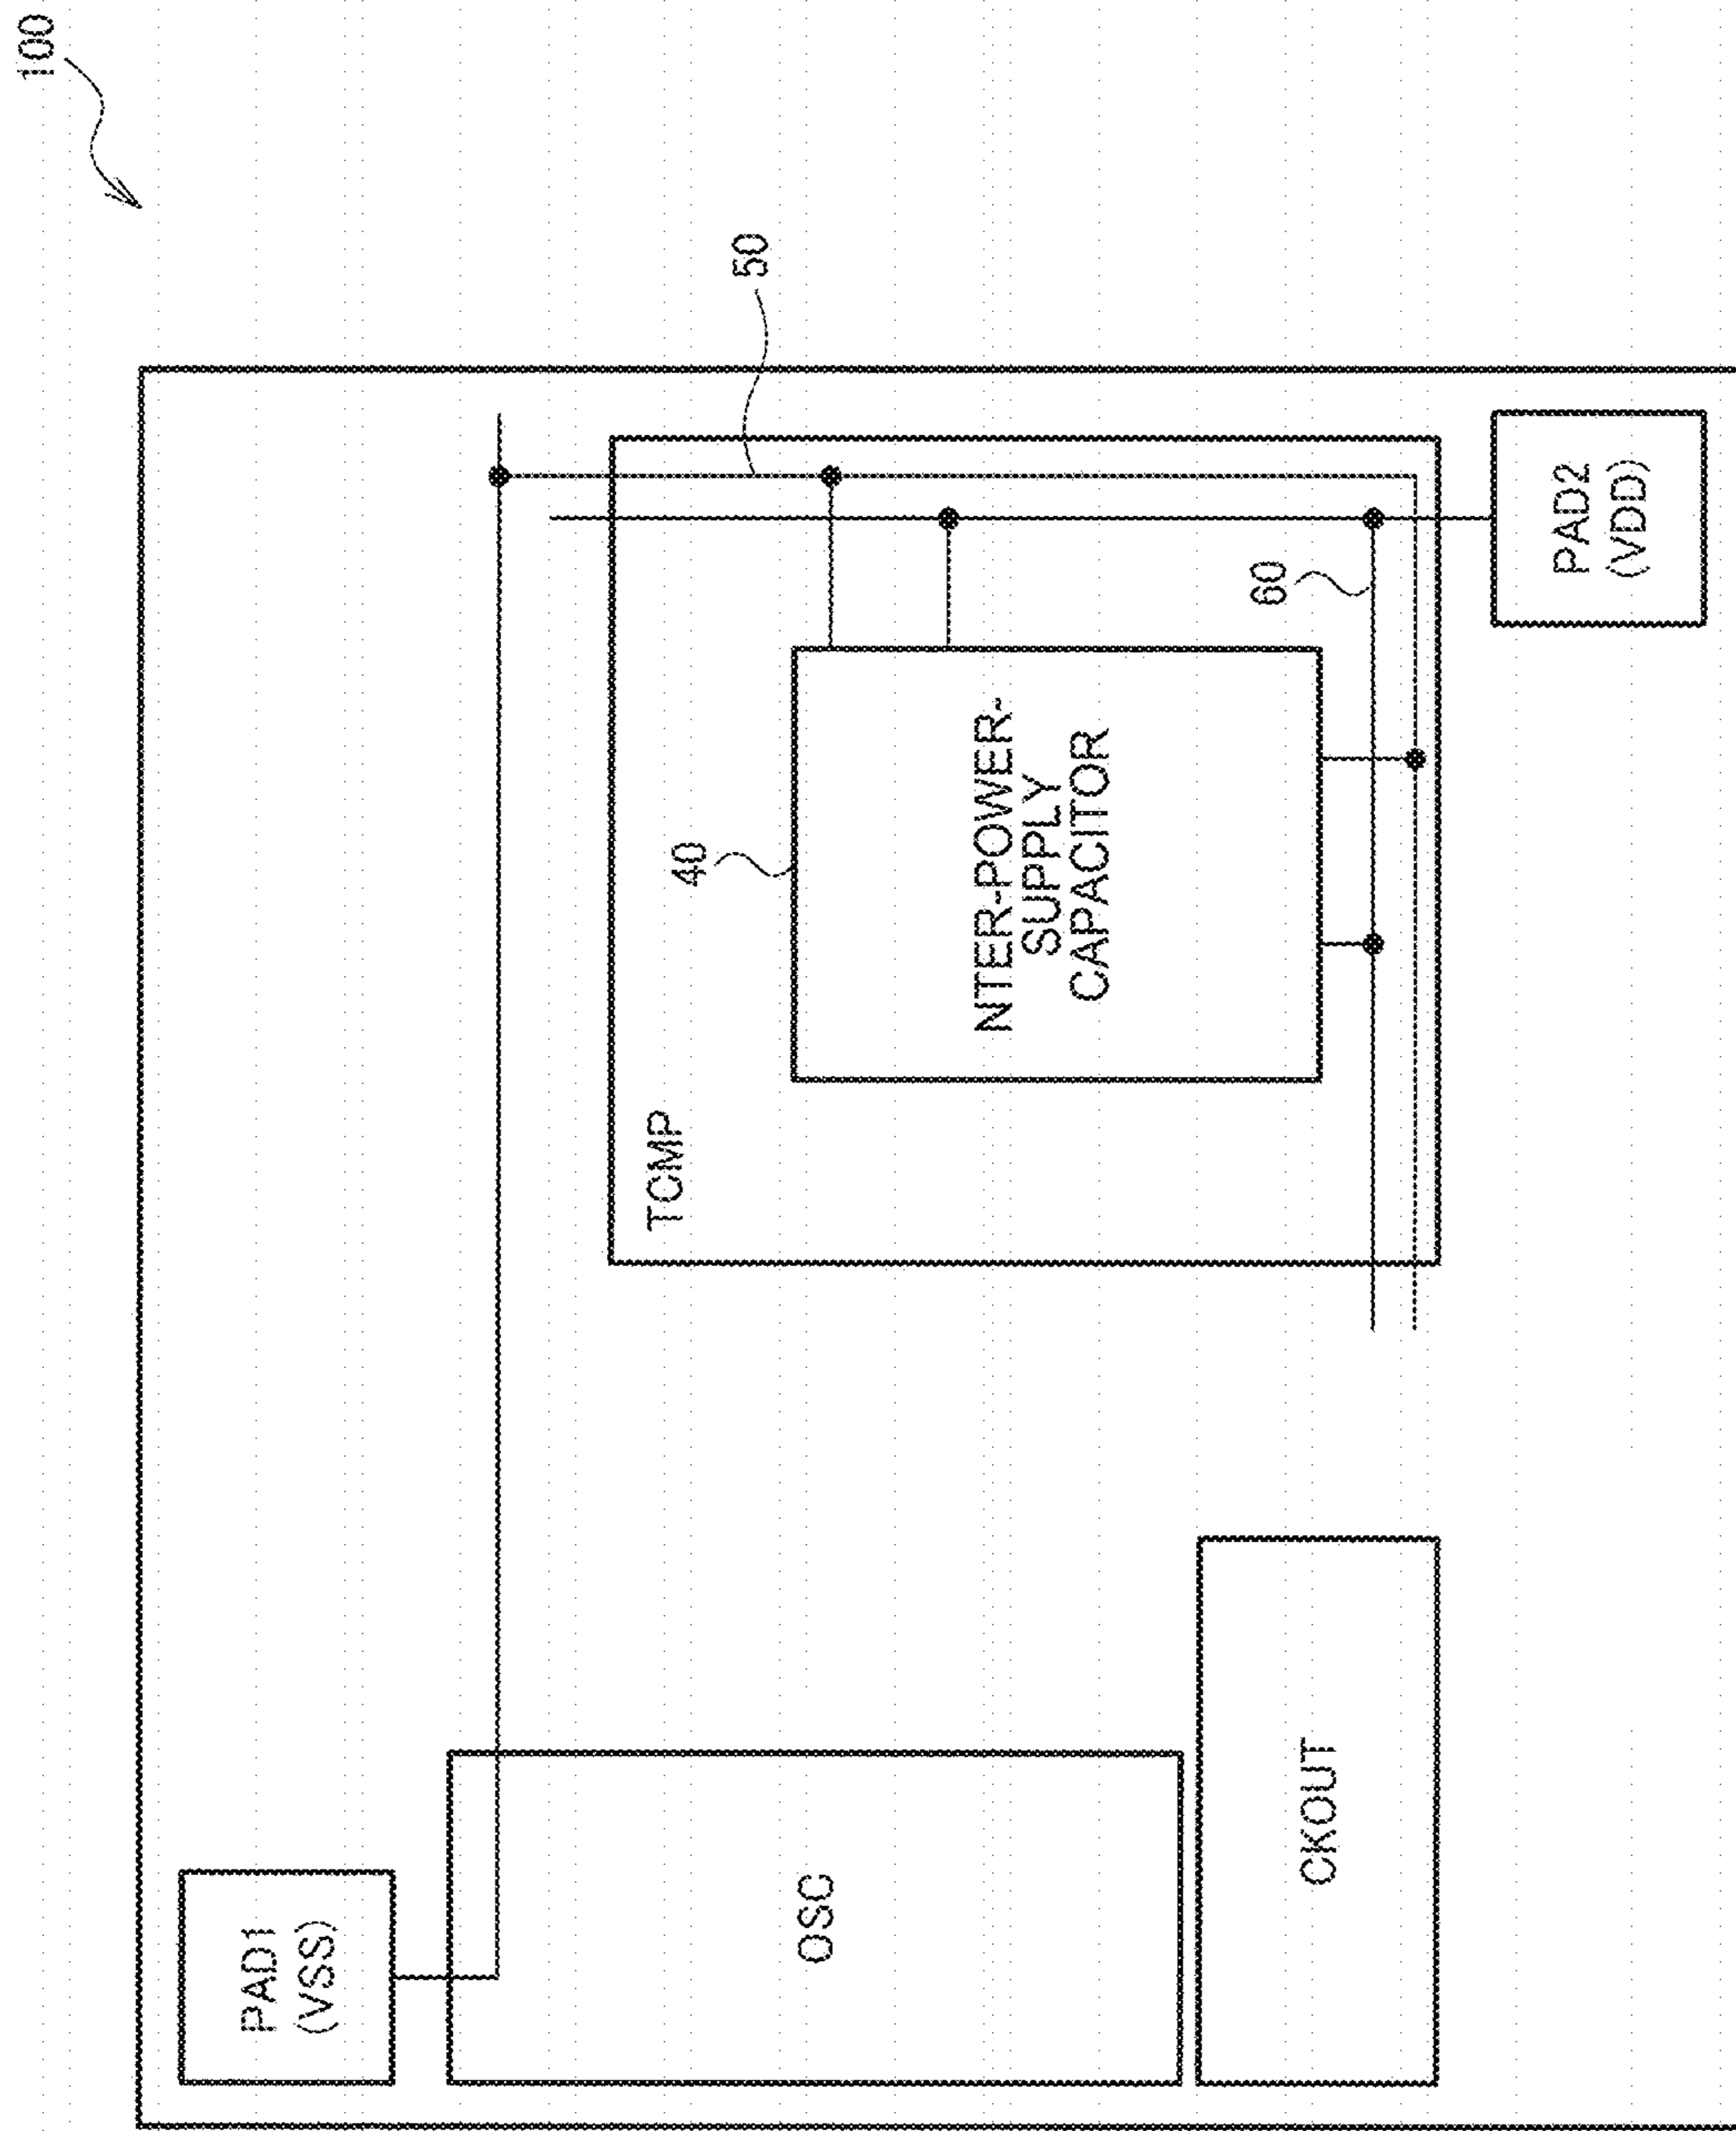 100
50
PAD1
(VSS)
TCMP
40
NTER-POWER-
SUPPLY
CAPACITOR
OSC
60
CKOUT
PAD2
(VDD)